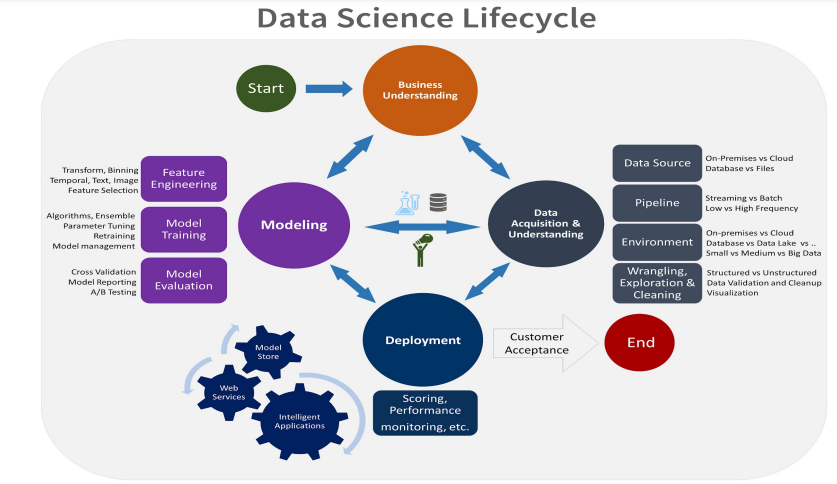 Data Science Lifecycle
Start
Business
Understanding
Transform, Binning
Temporal, Text, Image
Feature Selection
Feature
Engineering
Algorithms, Ensemble
Parameter Tuning
Retraining
Model management
Model
Training
Cross Validation
Model Reporting
A/B Testing
Model
Evaluation
Modeling
Data
Acquisition &
Understanding
Data Source
On-Premises vs Cloud
Database vs Files
Pipeline
Streaming vs Batch
Low vs High Frequency
Environment
On-premises vs Cloud
Database vs Data Lake vs ..
Small vs Medium vs Big Data
Wrangling,
Exploration &
Cleaning
Structured vs Unstructured
Data Validation and Cleanup
Visualization
Deployment
Customer
Acceptance
End
Scoring,
Performance
monitoring, etc.
Model
Store
Web
Services
Intelligent
Applications